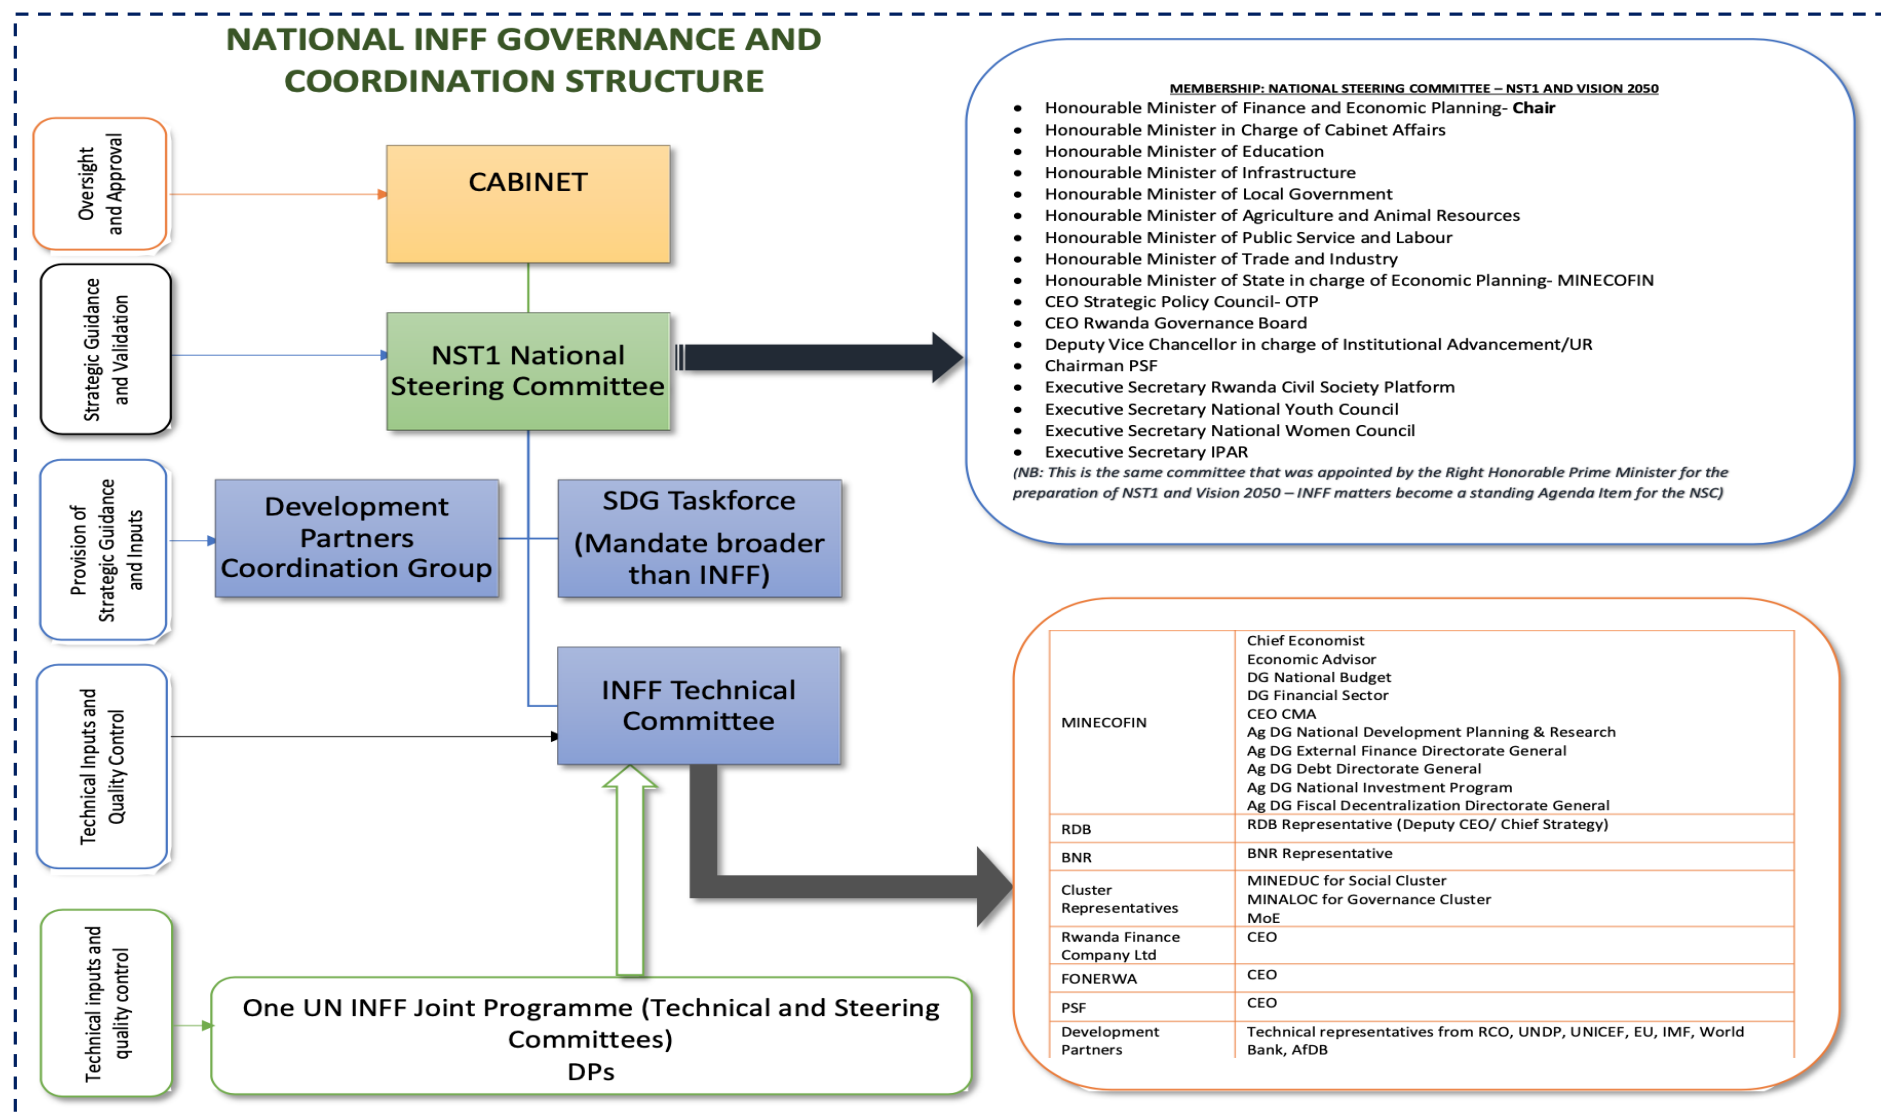 NATIONAL INFF GOVERNANCE AND
COORDINATION STRUCTURE
Oversight
and Approval
CABINET
Strategic Guidance
and Validation
NST1 National
Steering Committee
Provision of
Strategic Guidance
and Inputs
Development
Partners
Coordination Group
SDG Taskforce
(Mandate broader
than INFF)
Technical Inputs and
Quality Control
INFF Technical
Committee
Technical inputs and
quality control
One UN INFF Joint Programme (Technical and Steering
Committees)
DPs
MEMBERSHIP: NATIONAL STEERING COMMITTEE – NST1 AND VISION 2050
• Honourable Minister of Finance and Economic Planning- Chair
• Honourable Minister in Charge of Cabinet Affairs
• Honourable Minister of Education
• Honourable Minister of Infrastructure
• Honourable Minister of Local Government
• Honourable Minister of Agriculture and Animal Resources
• Honourable Minister of Public Service and Labour
• Honourable Minister of Trade and Industry
• Honourable Minister of State in charge of Economic Planning- MINECOFIN
• CEO Strategic Policy Council- OTP
• CEO Rwanda Governance Board
• Deputy Vice Chancellor in charge of Institutional Advancement/UR
• Chairman PSF
• Executive Secretary Rwanda Civil Society Platform
• Executive Secretary National Youth Council
• Executive Secretary National Women Council
• Executive Secretary IPAR
(NB: This is the same committee that was appointed by the Right Honorable Prime Minister for the
preparation of NST1 and Vision 2050 – INFF matters become a standing Agenda Item for the NSC)
MINECOFIN
Chief Economist
Economic Advisor
DG National Budget
DG Financial Sector
CEO CMA
Ag DG National Development Planning & Research
Ag DG External Finance Directorate General
Ag DG Debt Directorate General
Ag DG National Investment Program
Ag DG Fiscal Decentralization Directorate General
RDB
RDB Representative (Deputy CEO/ Chief Strategy)
BNR
BNR Representative
Cluster
Representatives
MINEDUC for Social Cluster
MINALOC for Governance Cluster
MoE
Rwanda Finance
Company Ltd
CEO
FONERWA
CEO
PSF
CEO
Development
Partners
Technical representatives from RCO, UNDP, UNICEF, EU, IMF, World
Bank, AfDB